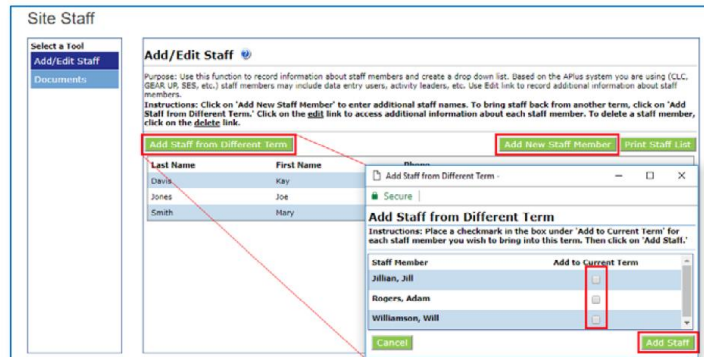 Site Staff
Select a Tool
Add/Edit Staff
Documents
Add/Edit Staff
Purpose: Use this function to record information about staff members and create a drop down list. Based on the APlus system you are using (CLC,
GEAR UP, SES, etc.) staff members may include data entry users, activity leaders, etc. Use Edit link to record additional information about staff
members.
Instructions: Click on 'Add New Staff Member' to enter additional staff names. To bring staff back from another term, click on 'Add
Staff from Different Term.' Click on the edit link to access additional information about each staff member. To delete a staff member,
click on the delete link.
Add Staff from Different Term
Add New Staff Member
Print Staff List
Last Name First Name Phone
Davis Kay
Jones Joe
Smith Mary
Add Staff from Different Term -
Secure
Add Staff from Different Term
Instructions: Place a checkmark in the box under 'Add to Current Term' for
each staff member you wish to bring into this term. Then click on 'Add Staff.'
Staff Member Add to Current Term
Jillian, Jill
Rogers, Adam
Williamson, Will
Cancel
Add Staff